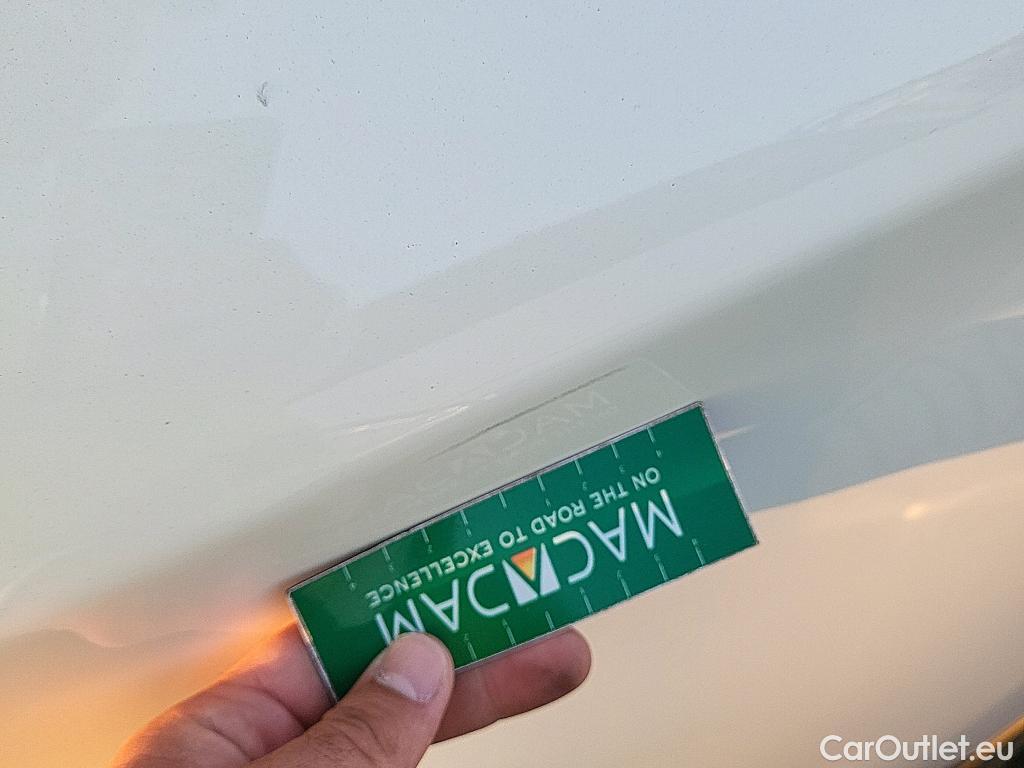 MACADAM
ON THE ROAD TO EXCELLENCE
CarOutlet.eu